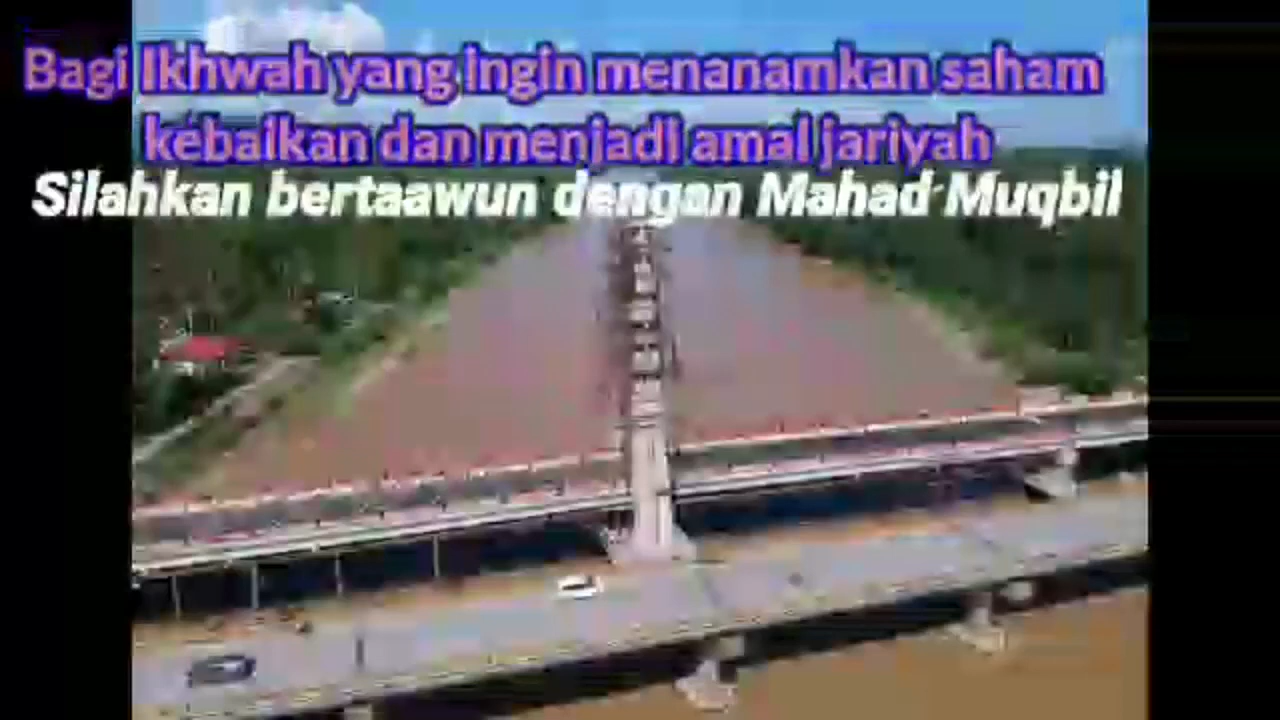 Bagi Ikhwah yang ingin menanamkan saham
kebaikan dan menjadi amal jariyah
Silahkan bertaawun dengan Mahad Muqbil